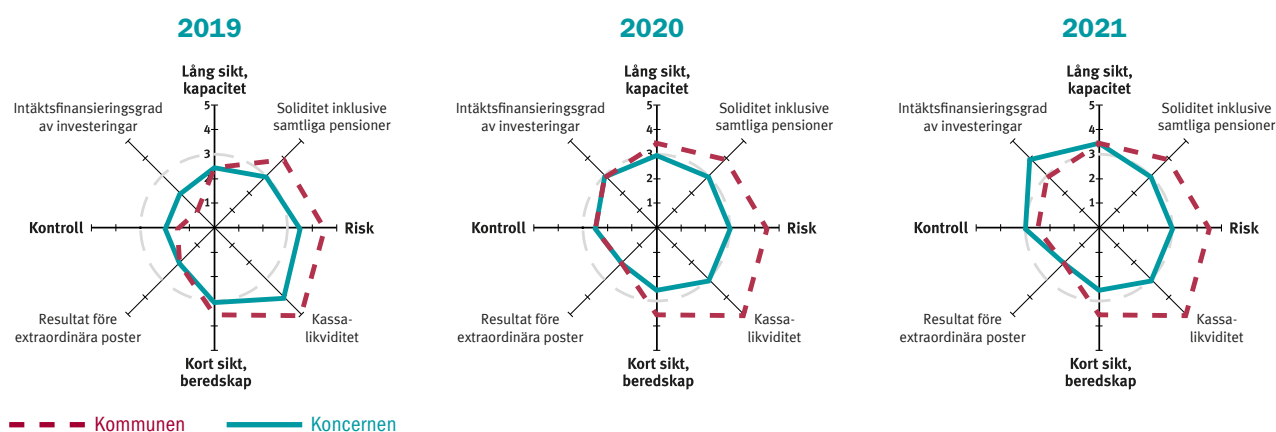 2019
Lång sikt,
kapacitet
Intäktsfinansieringsgrad
av investeringar
Soliditet inklusive
samtliga pensioner
5
4
3
2
1
Kontroll
Risk
Resultat före
extraordinära poster
Kassa-
likviditet
Kort sikt,
beredskap
2020
Lång sikt,
kapacitet
Intäktsfinansieringsgrad
av investeringar
Soliditet inklusive
samtliga pensioner
5
4
3
2
1
Kontroll
Risk
Resultat före
extraordinära poster
Kassa-
likviditet
Kort sikt,
beredskap
2021
Lång sikt,
kapacitet
Intäktsfinansieringsgrad
av investeringar
Soliditet inklusive
samtliga pensioner
5
4
3
2
1
Kontroll
Risk
Resultat före
extraordinära poster
Kassa-
likviditet
Kort sikt,
beredskap
Kommunen
Koncernen